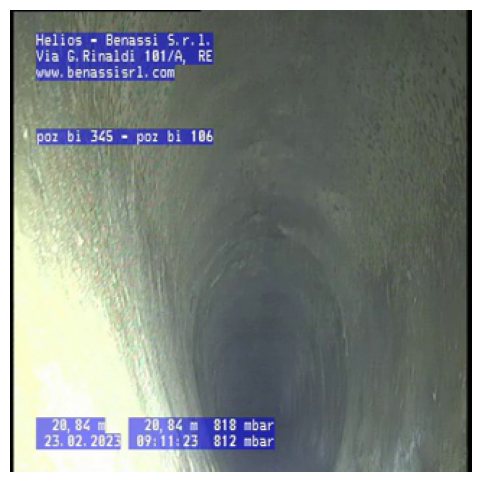 Helios - Benassi S.r.l.
Via G.Rinaldi 101/A, RE
www.benassisrl.com
poz bi 345 - poz bi 106
20,84 m 20,84 m 818 mbar
23.02.2023 09:11:23 812 mbar